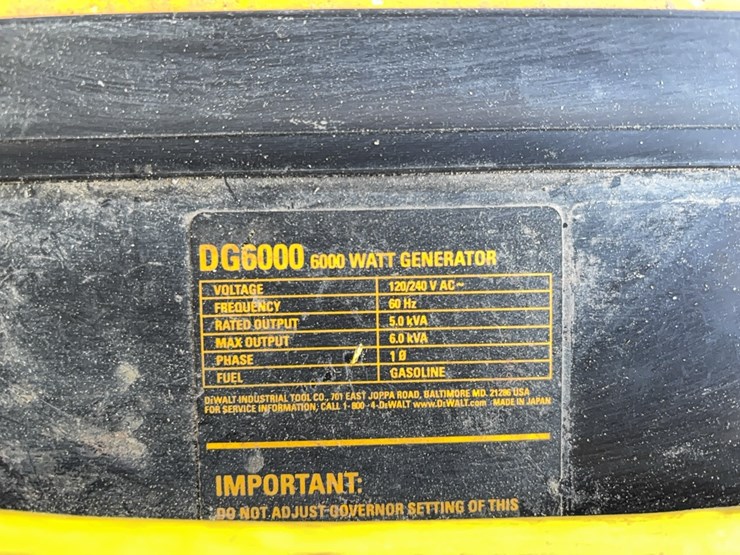 DG6000 6000 WATT GENERATOR
VOLTAGE 120/240 V AC~
FREQUENCY 60 Hz
RATED OUTPUT 5.0 kVA
MAX OUTPUT 6.0 kVA
PHASE 1 Ø
FUEL GASOLINE
DEWALT INDUSTRIAL TOOL CO., 701 EAST JOPPA ROAD, BALTIMORE MD. 21286 USA
FOR SERVICE INFORMATION, CALL 1-800-4-DEWALT www.DEWALT.com MADE IN JAPAN
IMPORTANT:
DO NOT ADJUST GOVERNOR SETTING OF THIS